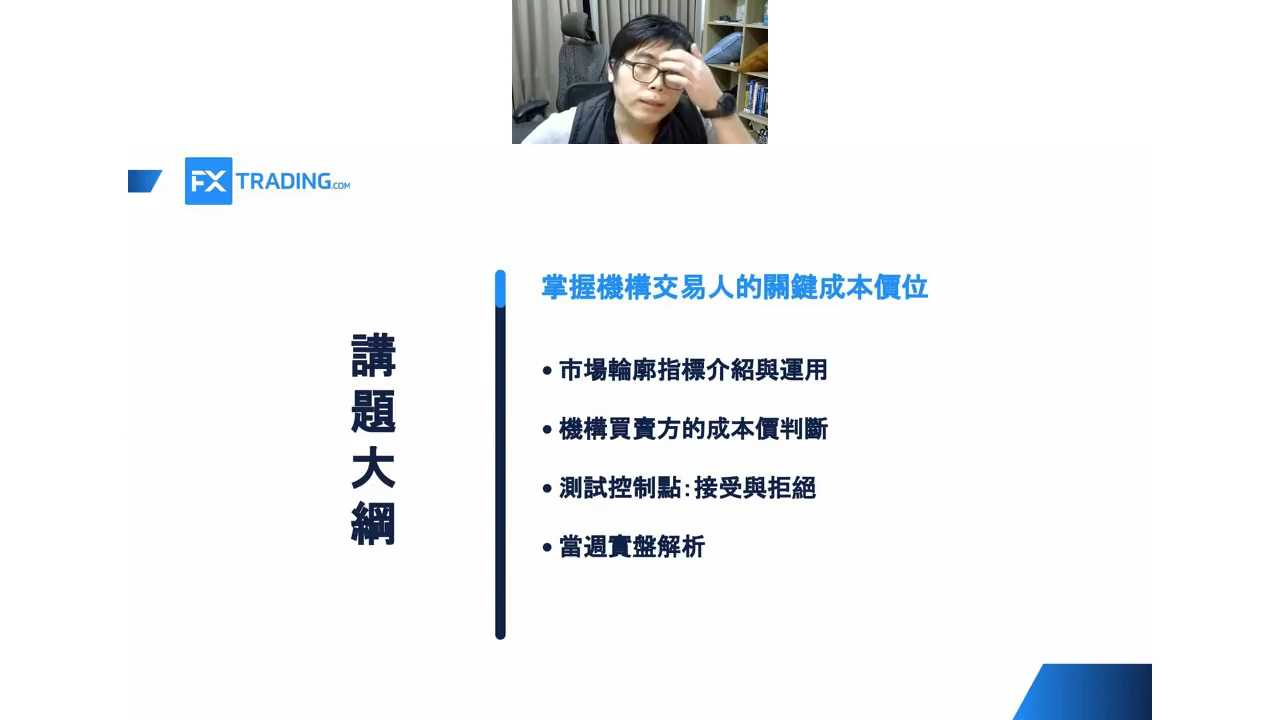 FX TRADING.COM
講題大綱
掌握機構交易人的關鍵成本價位
• 市場輪廓指標介紹與運用
• 機構買賣方的成本價判斷
• 測試控制點:接受與拒絕
• 當週實盤解析